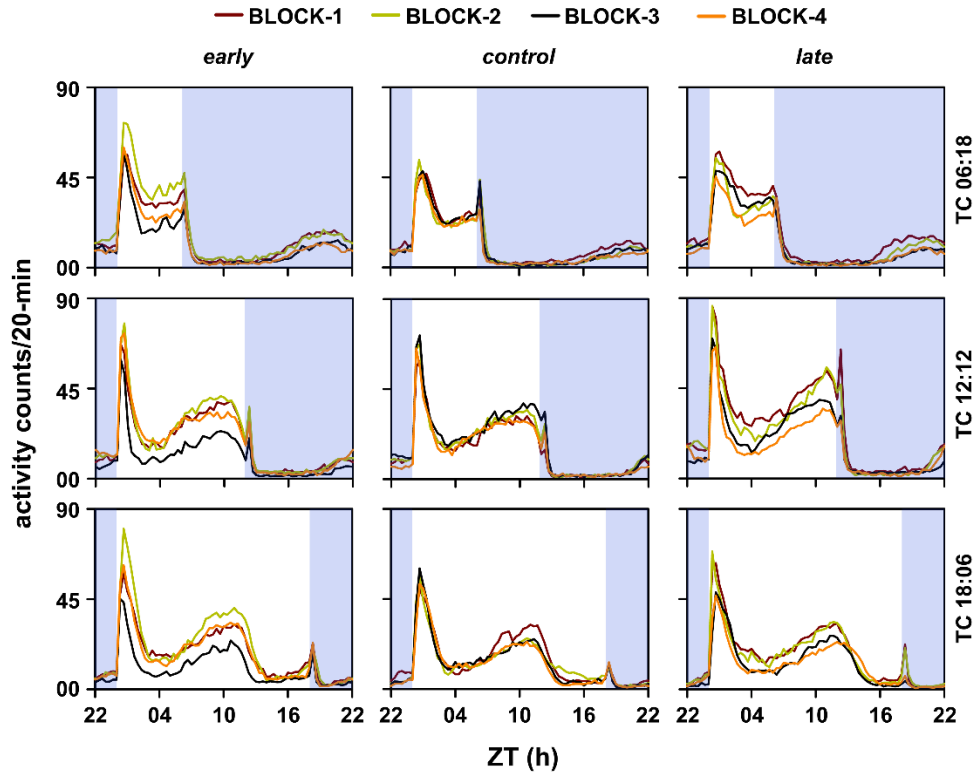 BLOCK-1 BLOCK-2 BLOCK-3 BLOCK-4
early control late
90
45
00
TC 06:18
90
45
00
TC 12:12
90
45
00
TC 18:06
activity counts/20-min
22 04 10 16 22 22 04 10 16 22 22 04 10 16 22
ZT (h)